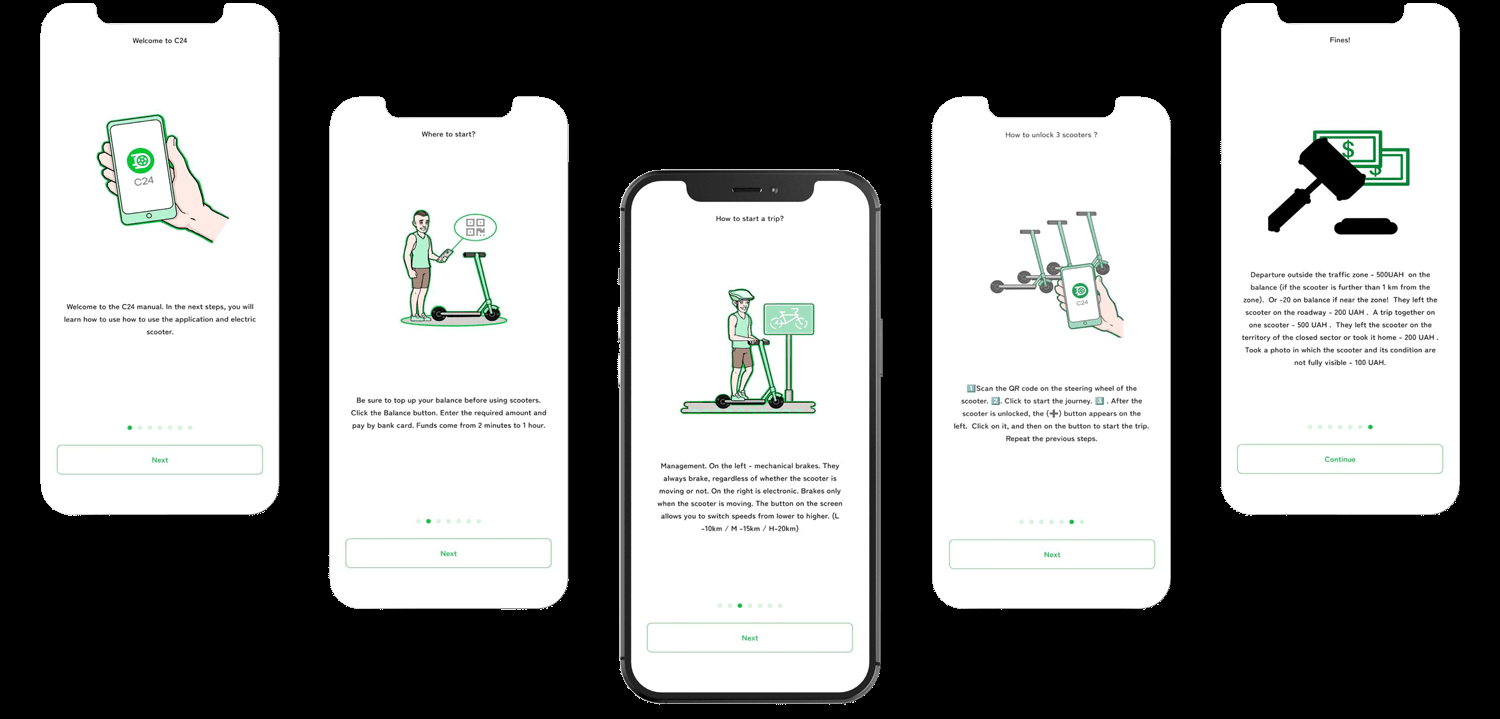 Welcome to C24
C24
Welcome to the C24 manual. In the next steps, you will
learn how to use how to use the application and electric
scooter.
Next
Where to start?
Be sure to top up your balance before using scooters.
Click the Balance button. Enter the required amount and
pay by bank card. Funds come from 2 minutes to 1 hour.
Next
How to start a trip?
Management. On the left - mechanical brakes. They
always brake, regardless of whether the scooter is
moving or not. On the right is electronic. Brakes only
when the scooter is moving. The button on the screen
allows you to switch speeds from lower to higher. (L
-10km / M -15km / H-20km)
Next
How to unlock 3 scooters ?
C24
1️⃣Scan the QR code on the steering wheel of the
scooter. 2️⃣. Click to start the journey. 3️⃣ . After the
scooter is unlocked, the (➕) button appears on the
left. Click on it, and then on the button to start the trip.
Repeat the previous steps.
Next
Fines!
$
$
Departure outside the traffic zone - 500UAH on the
balance (if the scooter is further than 1 km from the
zone). Or -20 on balance if near the zone! They left the
scooter on the roadway - 200 UAH . A trip together on
one scooter - 500 UAH . They left the scooter on the
territory of the closed sector or took it home - 200 UAH .
Took a photo in which the scooter and its condition are
not fully visible - 100 UAH.
Continue